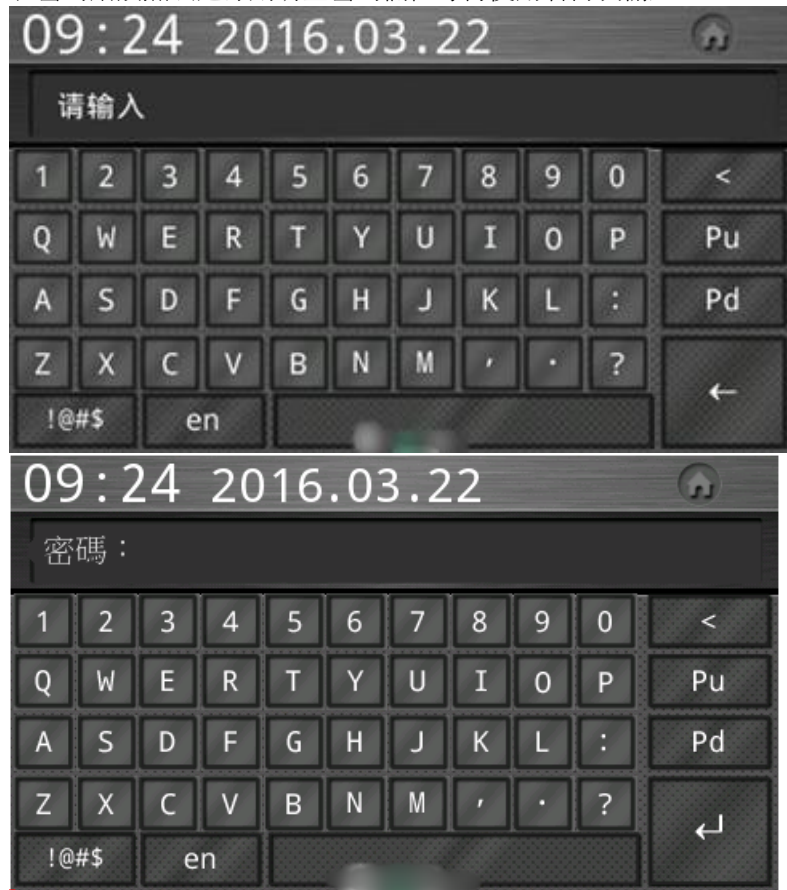 09:24 2016.03.22
请输入
1 2 3 4 5 6 7 8 9 0 <
Q W E R T Y U I O P Pu
A S D F G H J K L : Pd
Z X C V B N M , . ? ←
!@#$ en
09:24 2016.03.22
密碼：
1 2 3 4 5 6 7 8 9 0 <
Q W E R T Y U I O P Pu
A S D F G H J K L : Pd
Z X C V B N M , . ? ↵
!@#$ en